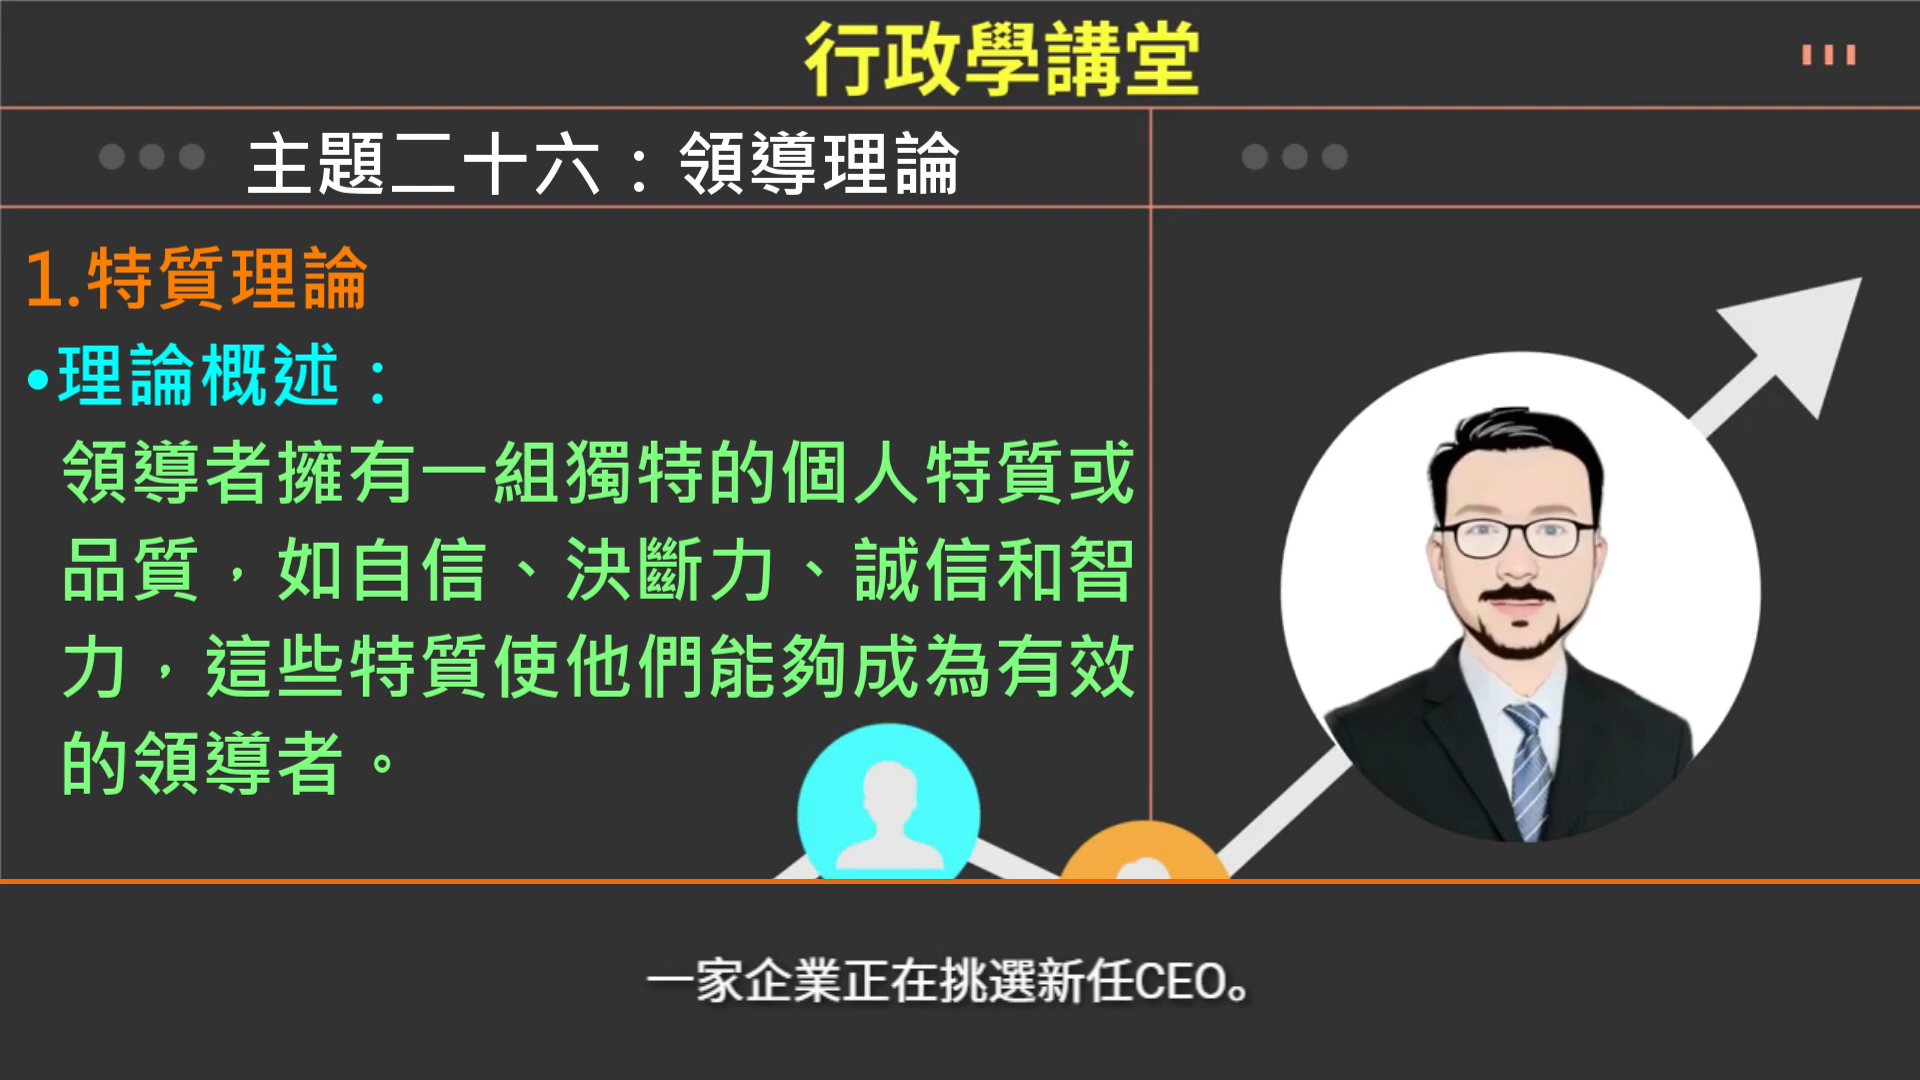 行政學講堂
主題二十六：領導理論
1.特質理論
•理論概述：
領導者擁有一組獨特的個人特質或
品質，如自信、決斷力、誠信和智
力，這些特質使他們能夠成為有效
的領導者。
一家企業正在挑選新任CEO。